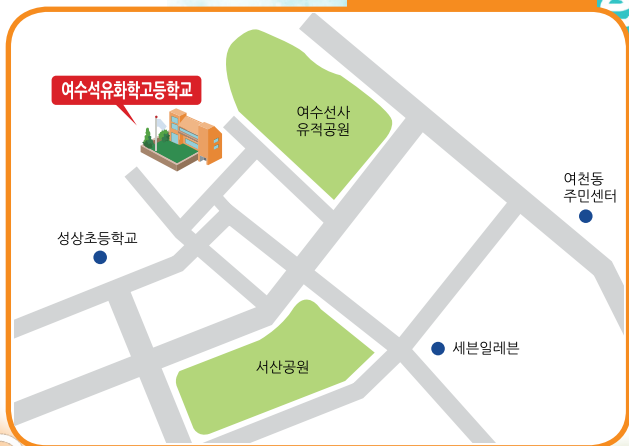 여수석유화학고등학교
여수선사
유적공원
여천동
주민센터
성상초등학교
세븐일레븐
서산공원